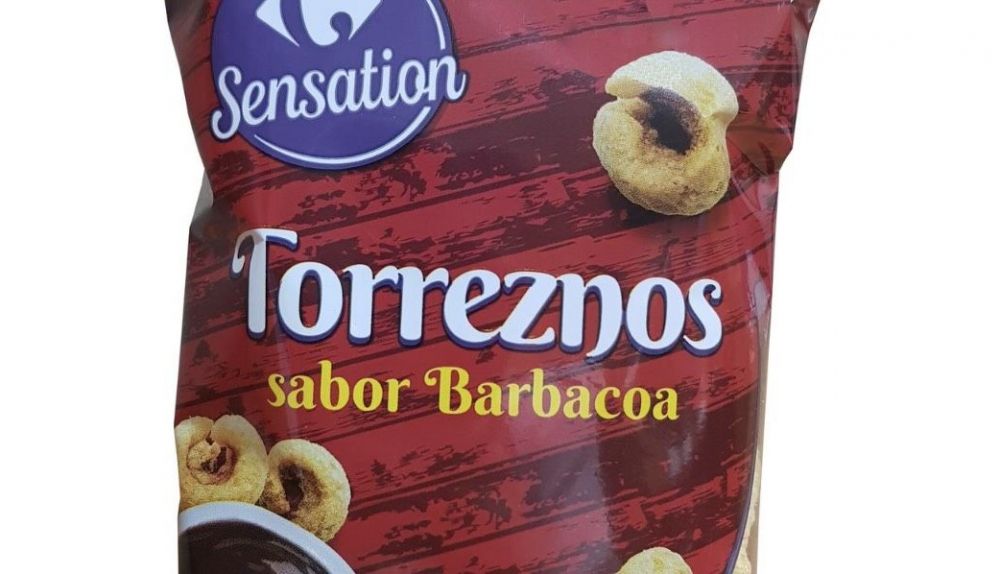 Sensation
Torreznos
sabor Barbacoa